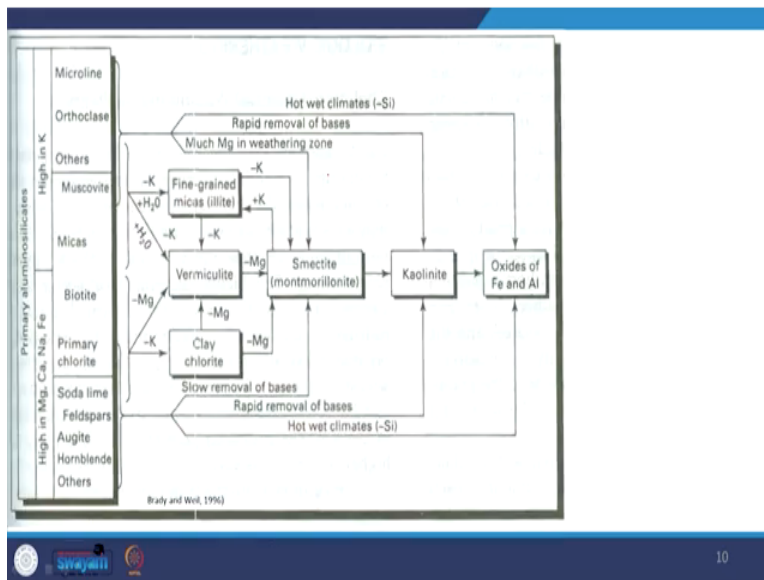 Primary aluminosilicates
High in K
High in Mg, Ca, Na, Fe
Microline
Orthoclase
Others
Muscovite
Micas
Biotite
Primary
chlorite
Soda lime
Feldspars
Augite
Hornblende
Others
Hot wet climates (–Si)
Rapid removal of bases
Much Mg in weathering zone
–K
+H₂0
+H₂O
–K
Fine-grained
micas (illite)
–K
+K
–K
Vermiculite
–Mg
Smectite
(montmorillonite)
Kaolinite
Oxides of
Fe and Al
–Mg
–K
–Mg
Clay
chlorite
–Mg
Slow removal of bases
Rapid removal of bases
Hot wet climates (–Si)
Brady and Weil, 1996)
swayam
10